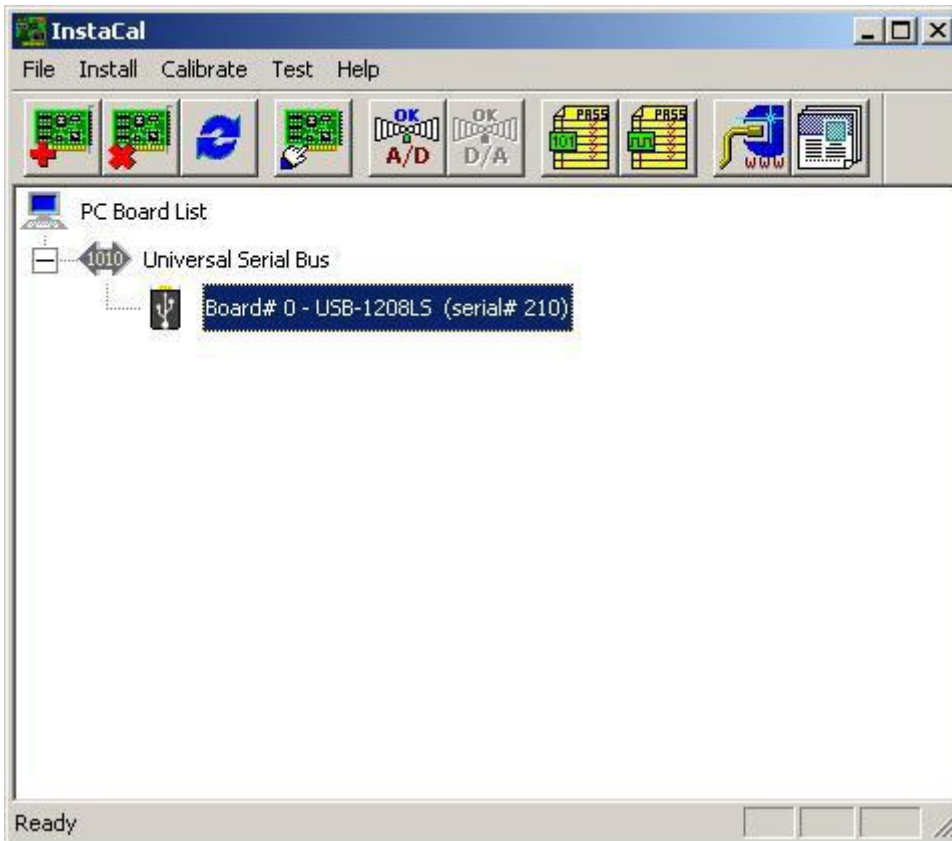 InstaCal
File Install Calibrate Test Help
OK A/D OK D/A PASS 101 PASS WWW
PC Board List
1010 Universal Serial Bus
Board# 0 - USB-1208LS (serial# 210)
Ready